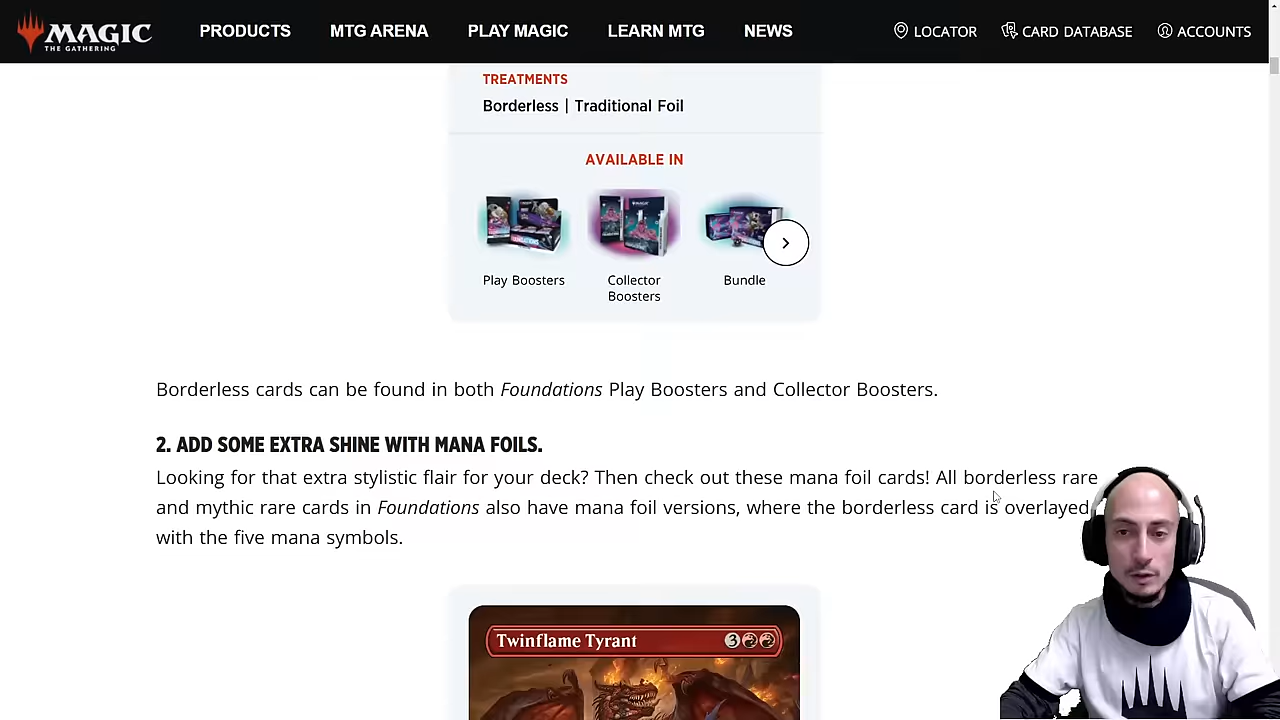 MAGIC
THE GATHERING
PRODUCTS MTG ARENA PLAY MAGIC LEARN MTG NEWS LOCATOR CARD DATABASE ACCOUNTS
TREATMENTS
Borderless | Traditional Foil
AVAILABLE IN
Play Boosters
Collector
Boosters
Bundle
Borderless cards can be found in both Foundations Play Boosters and Collector Boosters.
2. ADD SOME EXTRA SHINE WITH MANA FOILS.
Looking for that extra stylistic flair for your deck? Then check out these mana foil cards! All borderless rare
and mythic rare cards in Foundations also have mana foil versions, where the borderless card is overlayed
with the five mana symbols.
Twinflame Tyrant 3